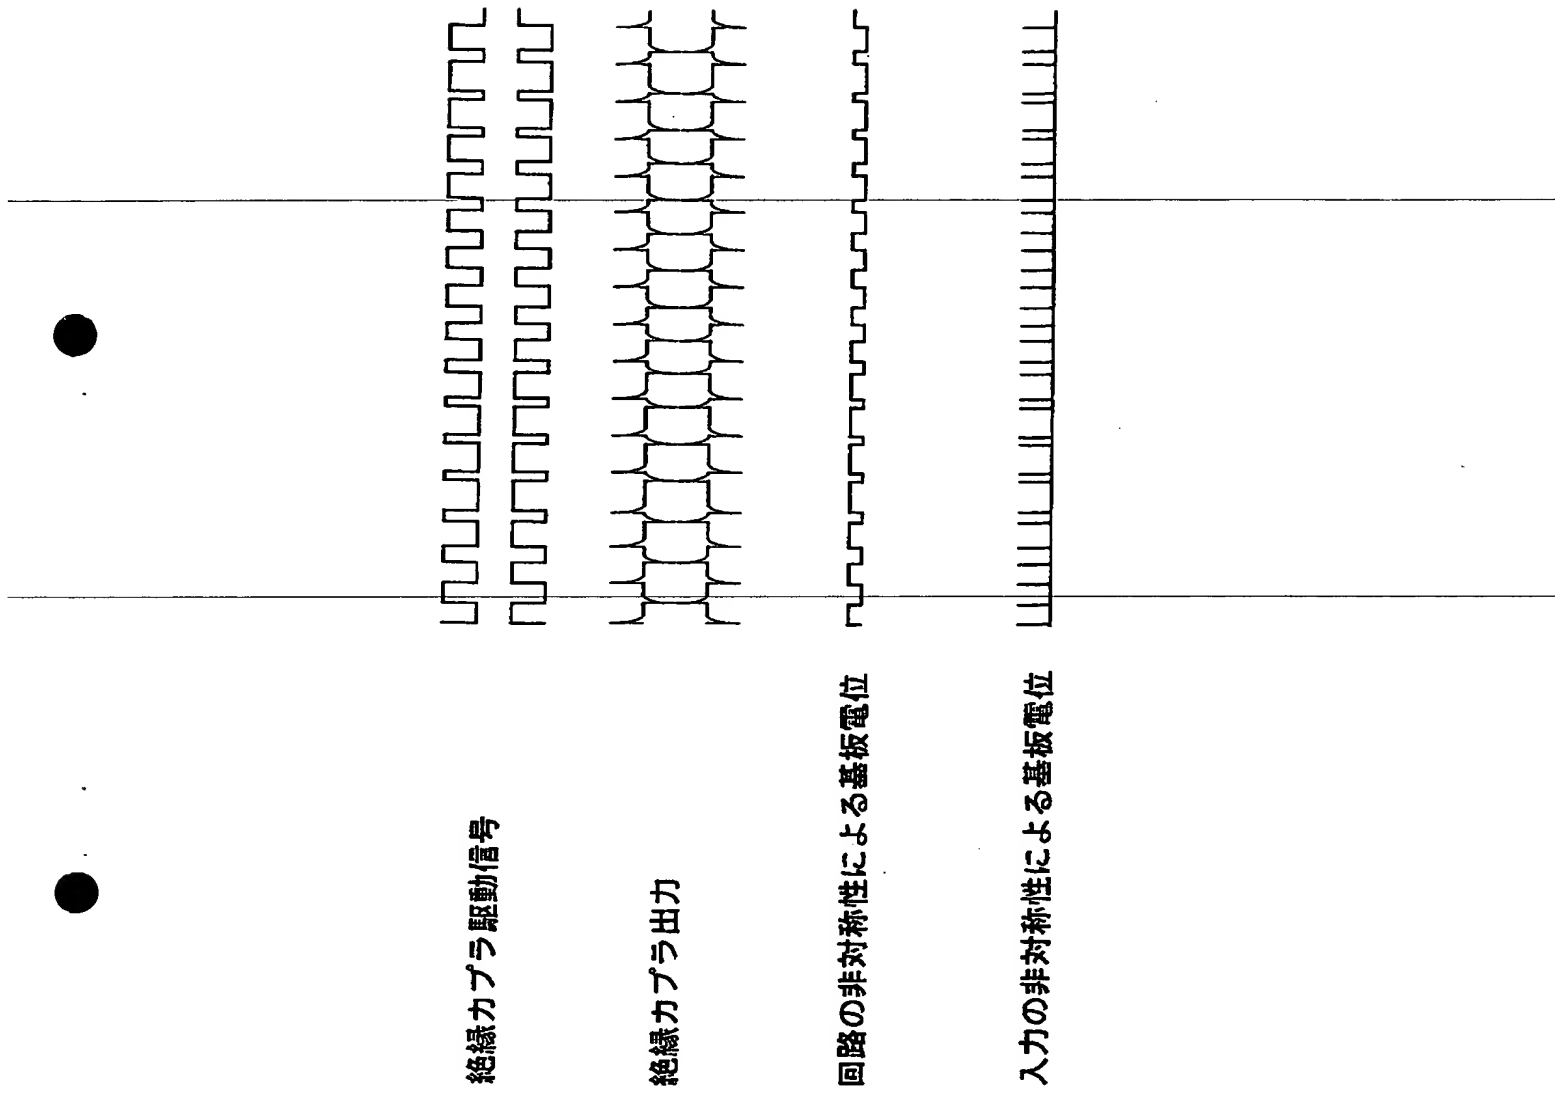 絶縁カプラ駆動信号
絶縁カプラ出力
回路の非対称性による基板電位
入力の非対称性による基板電位